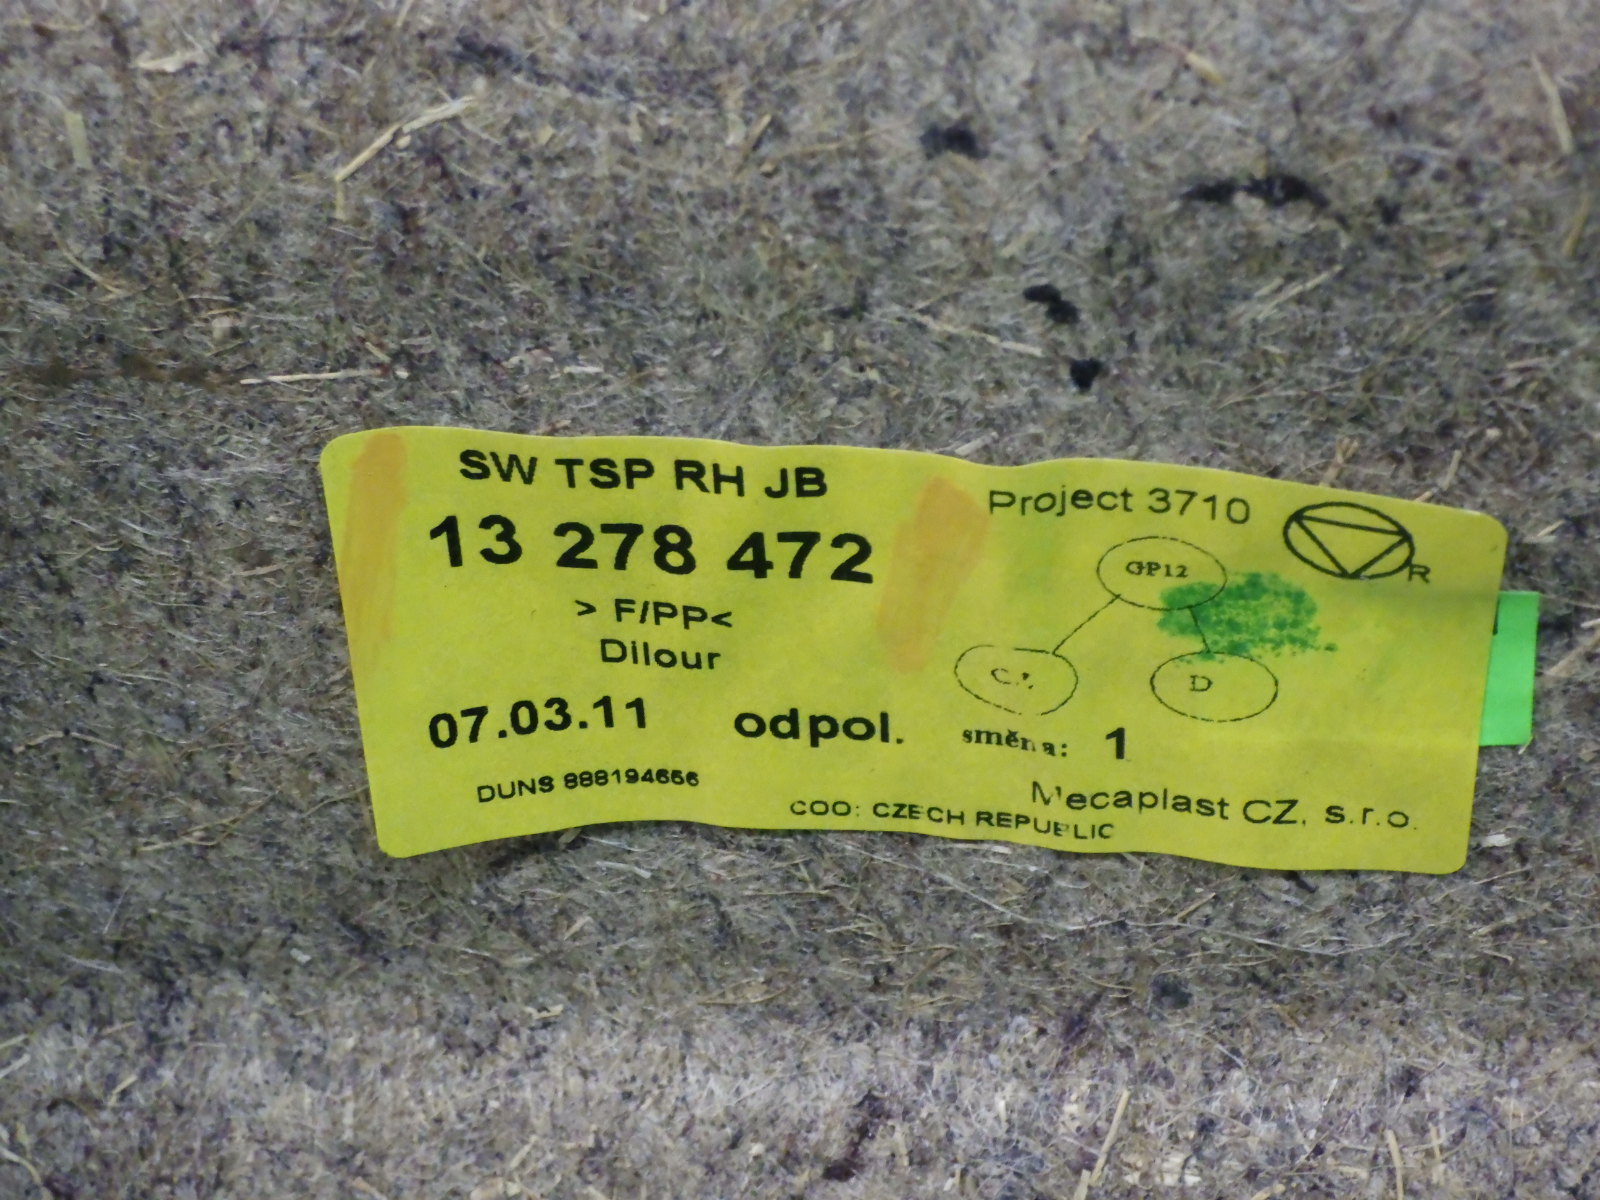 SW TSP RH JB
13 278 472
> F/PP<
Dilour
07.03.11 odpol.
DUNS 888194656
Project 3710
R
GP12
D
směna: 1
Mecaplast CZ, s.r.o.
COO: CZECH REPUBLIC